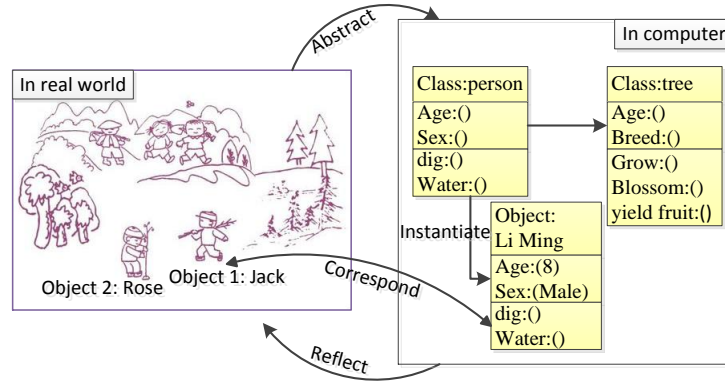 Abstract
In computer
In real world
Class:person
Age:()
Sex:()
dig:()
Water:()
Class:tree
Age:()
Breed:()
Grow:()
Blossom:()
yield fruit:()
Instantiate
Object:
Li Ming
Age:(8)
Sex:(Male)
dig:()
Water:()
Object 1: Jack
Object 2: Rose
Correspond
Reflect